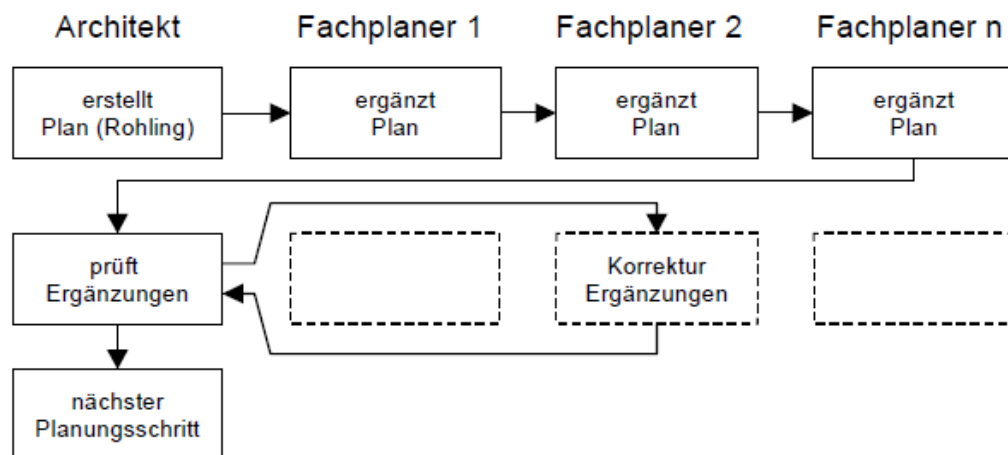 Architekt
Fachplaner 1
Fachplaner 2
Fachplaner n
erstellt
Plan (Rohling)
ergänzt
Plan
ergänzt
Plan
ergänzt
Plan
prüft
Ergänzungen
Korrektur
Ergänzungen
nächster
Planungsschritt